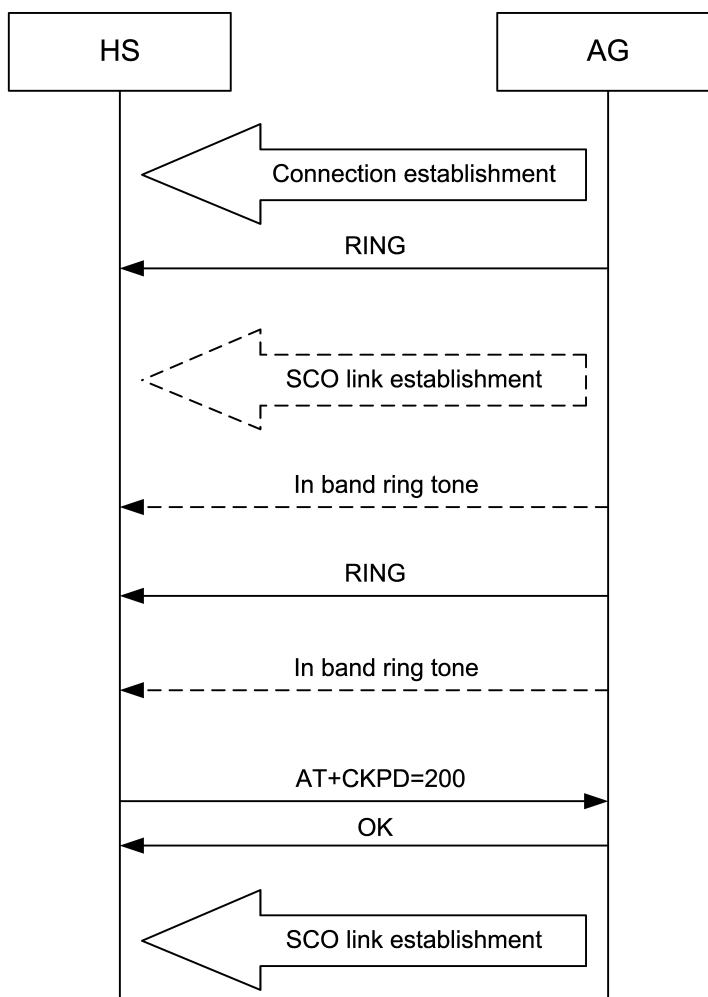 HS
AG
Connection establishment
RING
SCO link establishment
In band ring tone
RING
In band ring tone
AT+CKPD=200
OK
SCO link establishment